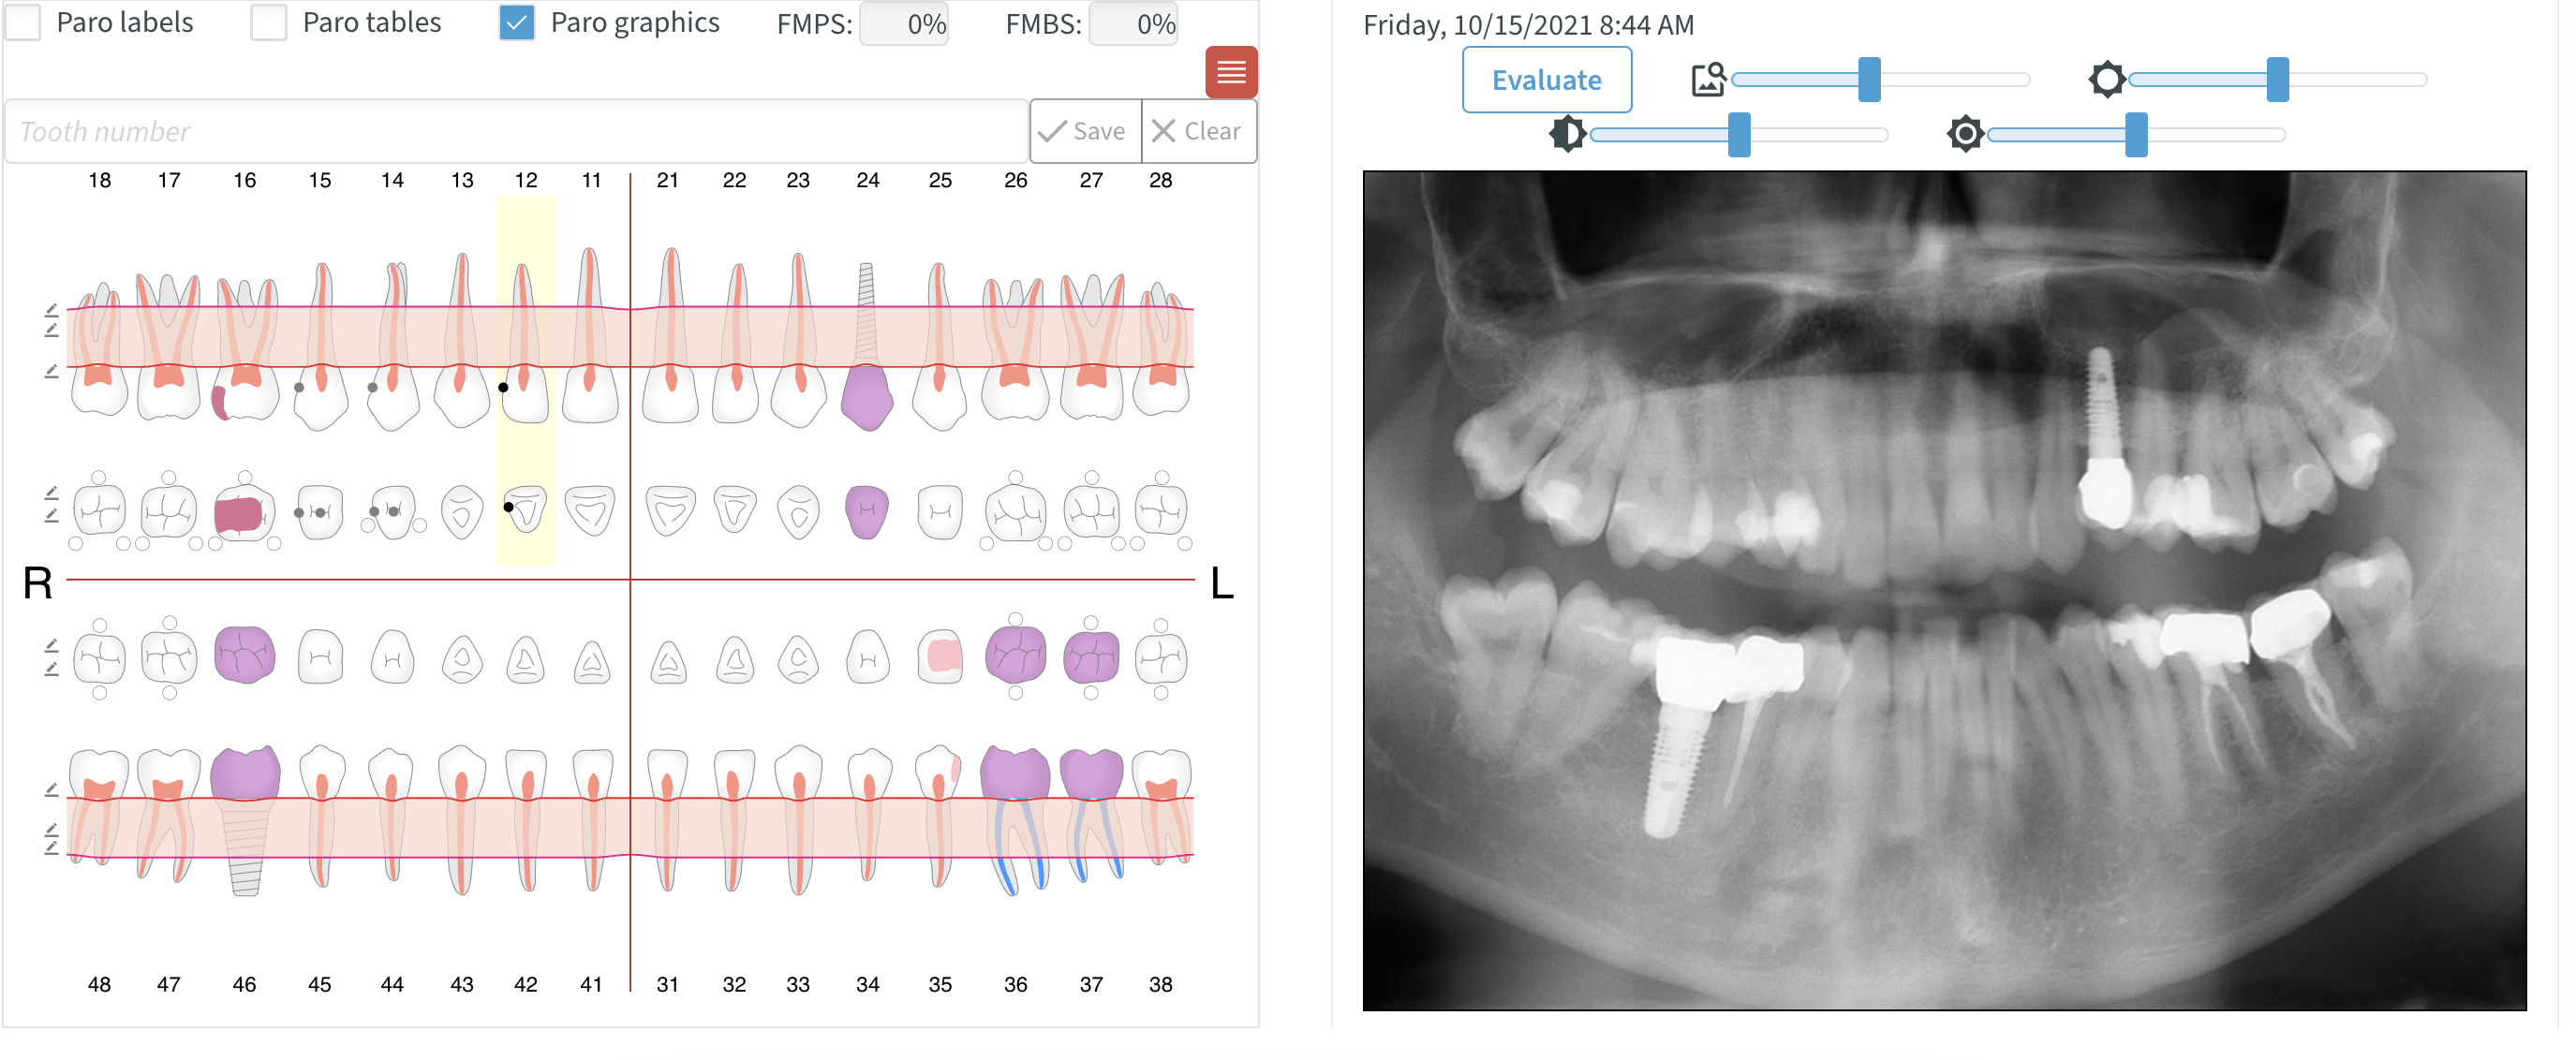 Paro labels Paro tables Paro graphics FMPS: 0% FMBS: 0%
Tooth number Save Clear
18 17 16 15 14 13 12 11 21 22 23 24 25 26 27 28
R L
48 47 46 45 44 43 42 41 31 32 33 34 35 36 37 38
Friday, 10/15/2021 8:44 AM
Evaluate